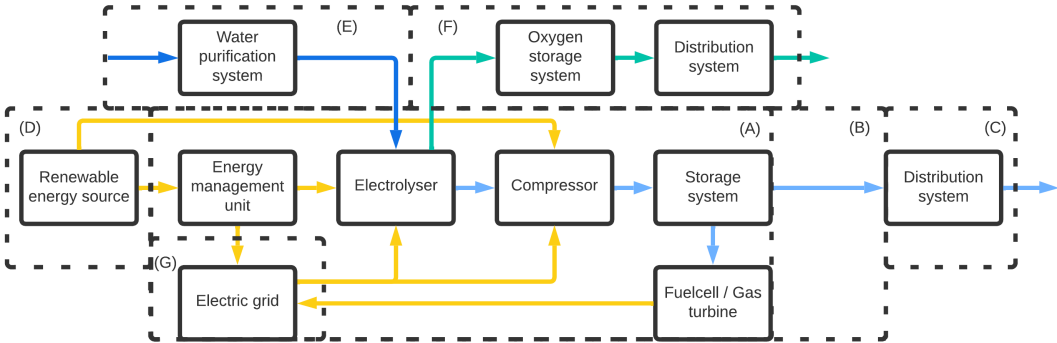 Water
purification
system
(E)
(F)
Oxygen
storage
system
Distribution
system
(D)
Renewable
energy source
Energy
management
unit
Electrolyser
Compressor
(A)
Storage
system
(B)
(C)
Distribution
system
(G)
Electric grid
Fuelcell / Gas
turbine